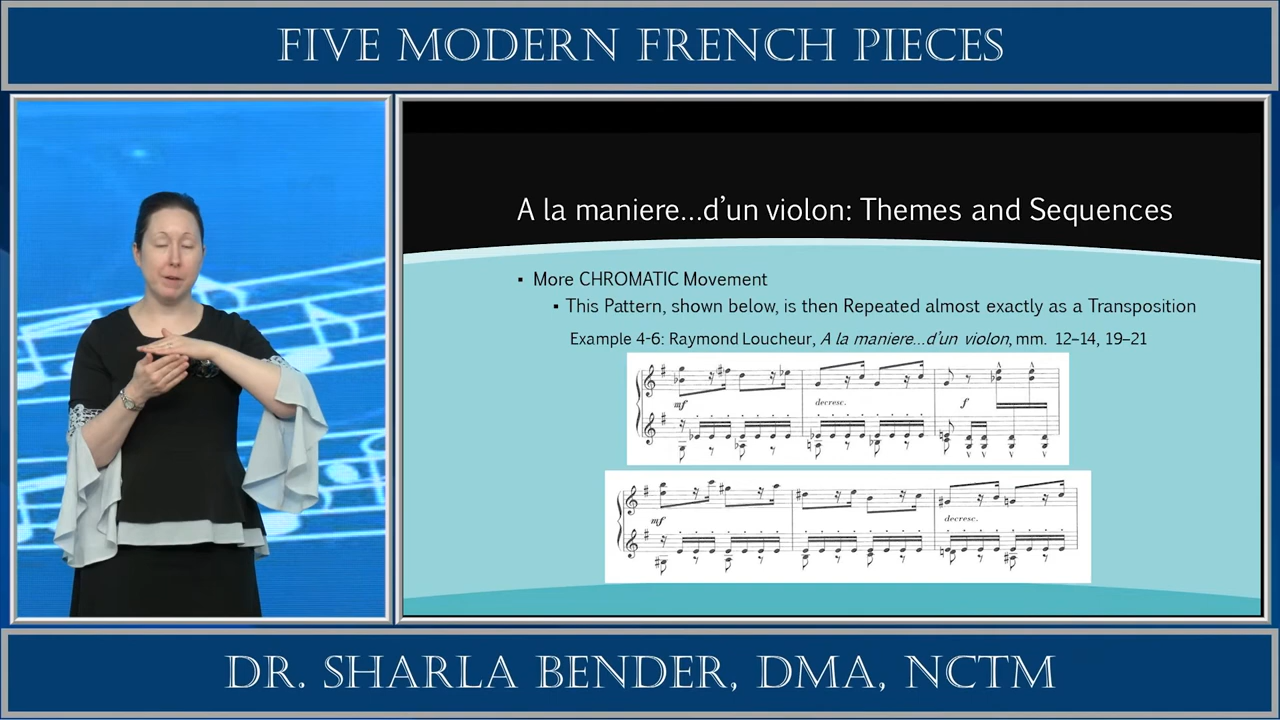 FIVE MODERN FRENCH PIECES
A la maniere...d’un violon: Themes and Sequences
▪ More CHROMATIC Movement
▪ This Pattern, shown below, is then Repeated almost exactly as a Transposition
Example 4-6: Raymond Loucheur, A la maniere...d’un violon, mm. 12–14, 19–21
mf
decresc.
f
mf
decresc.
DR. SHARLA BENDER, DMA, NCTM